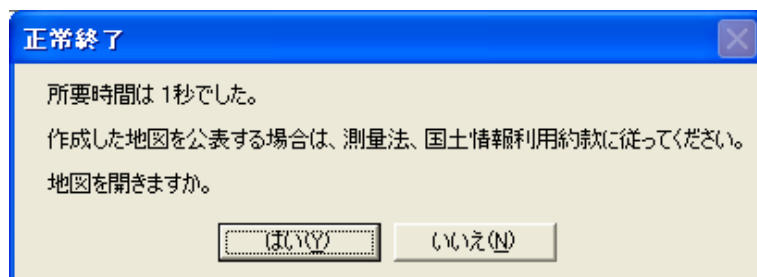 正常終了
所要時間は 1秒でした。
作成した地図を公表する場合は、測量法、国土情報利用約款に従ってください。
地図を開きますか。
はい(Y)
いいえ(N)